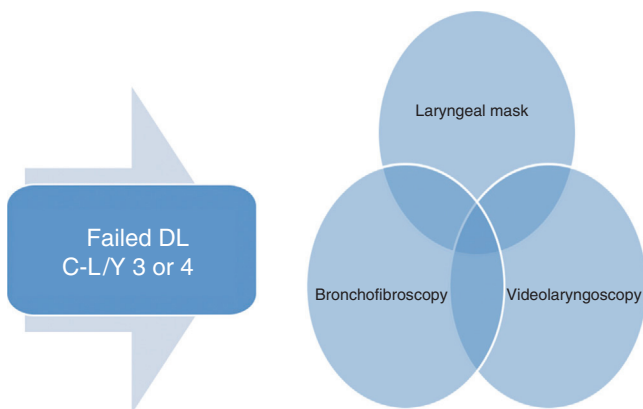 Laryngeal mask
Failed DL
C-L/Y 3 or 4
Bronchofibroscopy
Videolaryngoscopy